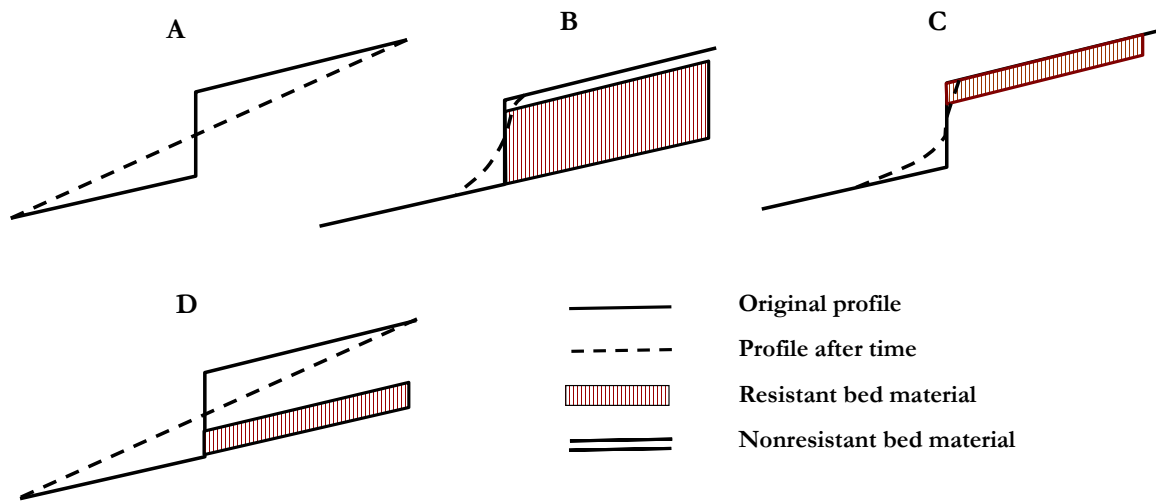 A
B
C
D
Original profile
Profile after time
Resistant bed material
Nonresistant bed material